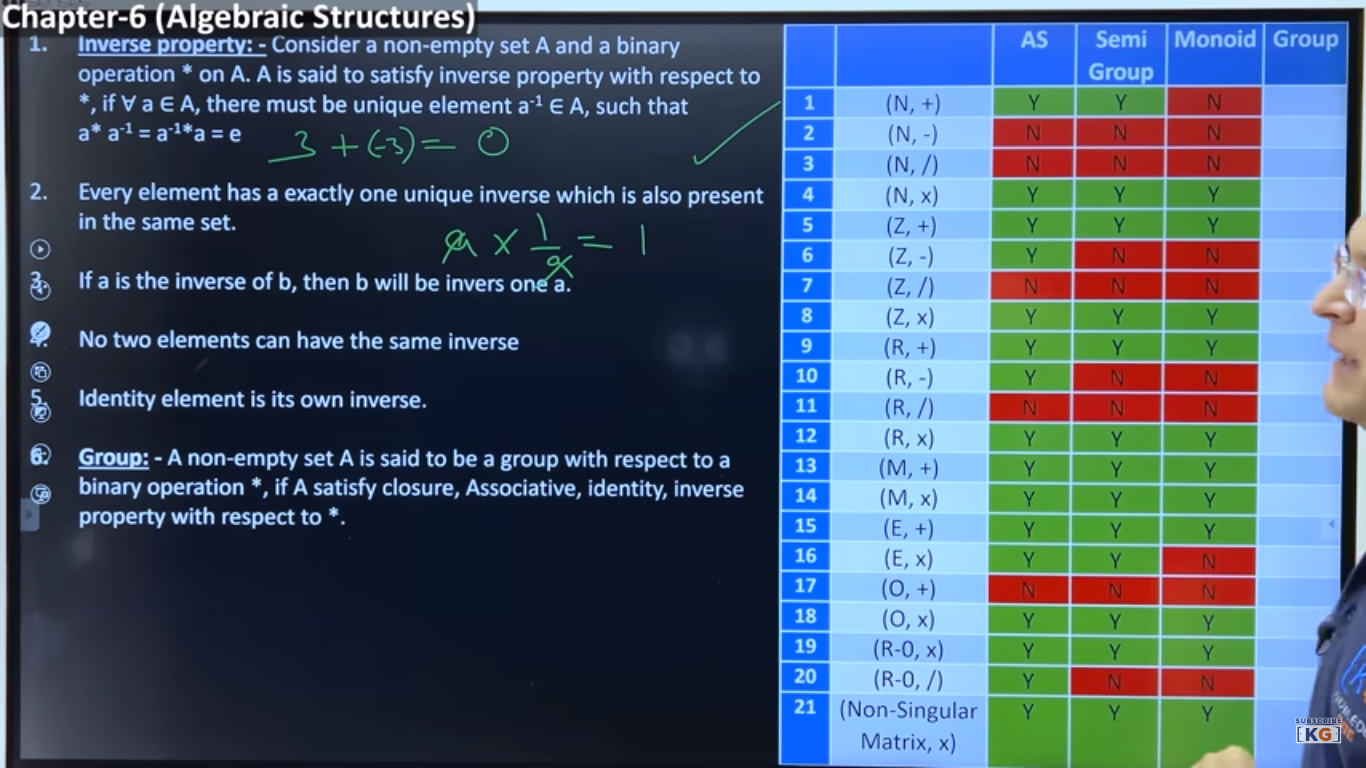 Chapter-6 (Algebraic Structures)
1. Inverse property: - Consider a non-empty set A and a binary
operation * on A. A is said to satisfy inverse property with respect to
*, if ∀ a ∈ A, there must be unique element a⁻¹ ∈ A, such that
a* a⁻¹ = a⁻¹*a = e
3 + (-3) = 0
2. Every element has a exactly one unique inverse which is also present
in the same set.
a × 1/a = 1
3. If a is the inverse of b, then b will be invers one a.
No two elements can have the same inverse
5. Identity element is its own inverse.
6. Group: - A non-empty set A is said to be a group with respect to a
binary operation *, if A satisfy closure, Associative, identity, inverse
property with respect to *.
AS Semi Group Monoid Group
1 (N, +) Y Y N
2 (N, -) N N N
3 (N, /) N N N
4 (N, x) Y Y Y
5 (Z, +) Y Y Y
6 (Z, -) Y N N
7 (Z, /) N N N
8 (Z, x) Y Y Y
9 (R, +) Y Y Y
10 (R, -) Y N N
11 (R, /) N N N
12 (R, x) Y Y Y
13 (M, +) Y Y Y
14 (M, x) Y Y Y
15 (E, +) Y Y Y
16 (E, x) Y Y N
17 (O, +) N N N
18 (O, x) Y Y Y
19 (R-0, x) Y Y Y
20 (R-0, /) Y N N
21 (Non-Singular Y Y Y
Matrix, x)
SUBSCRIBE
[KG]